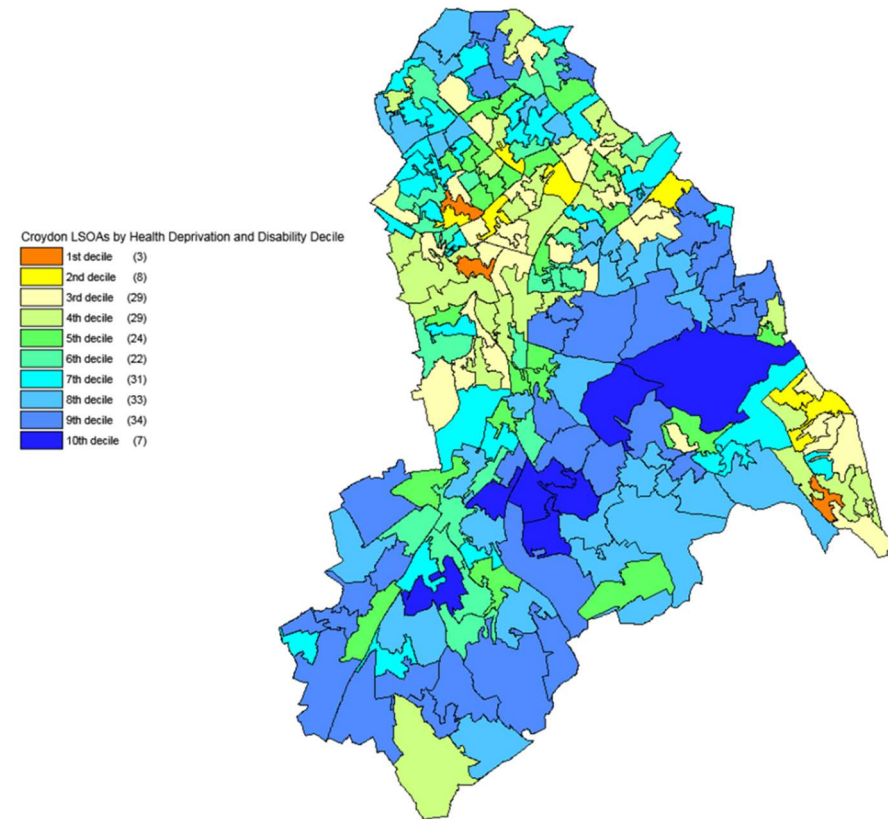 Croydon LSOAs by Health Deprivation and Disability Decile
1st decile (3)
2nd decile (8)
3rd decile (29)
4th decile (29)
5th decile (24)
6th decile (22)
7th decile (31)
8th decile (33)
9th decile (34)
10th decile (7)